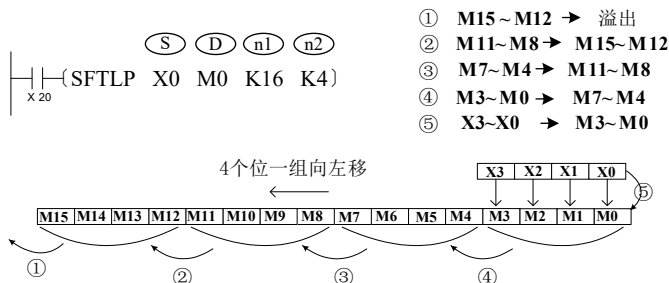 S D n1 n2
SFTLP X0 M0 K16 K4
X 20
① M15~M12 → 溢出
② M11~M8 → M15~M12
③ M7~M4 → M11~M8
④ M3~M0 → M7~M4
⑤ X3~X0 → M3~M0
4个位一组向左移
X3 X2 X1 X0
⑤
M15 M14 M13 M12 M11 M10 M9 M8 M7 M6 M5 M4 M3 M2 M1 M0
① ② ③ ④